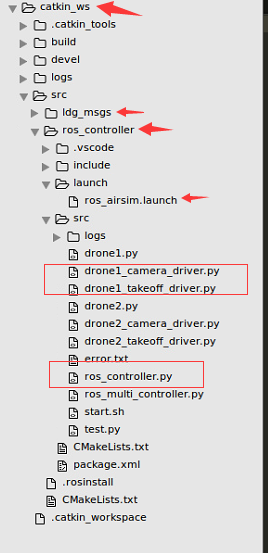 catkin_ws
.catkin_tools
build
devel
logs
src
ldg_msgs
ros_controller
.vscode
include
launch
ros_airsim.launch
src
logs
drone1.py
drone1_camera_driver.py
drone1_takeoff_driver.py
drone2.py
drone2_camera_driver.py
drone2_takeoff_driver.py
error.txt
ros_controller.py
ros_multi_controller.py
start.sh
test.py
CMakeLists.txt
package.xml
.rosinstall
CMakeLists.txt
.catkin_workspace